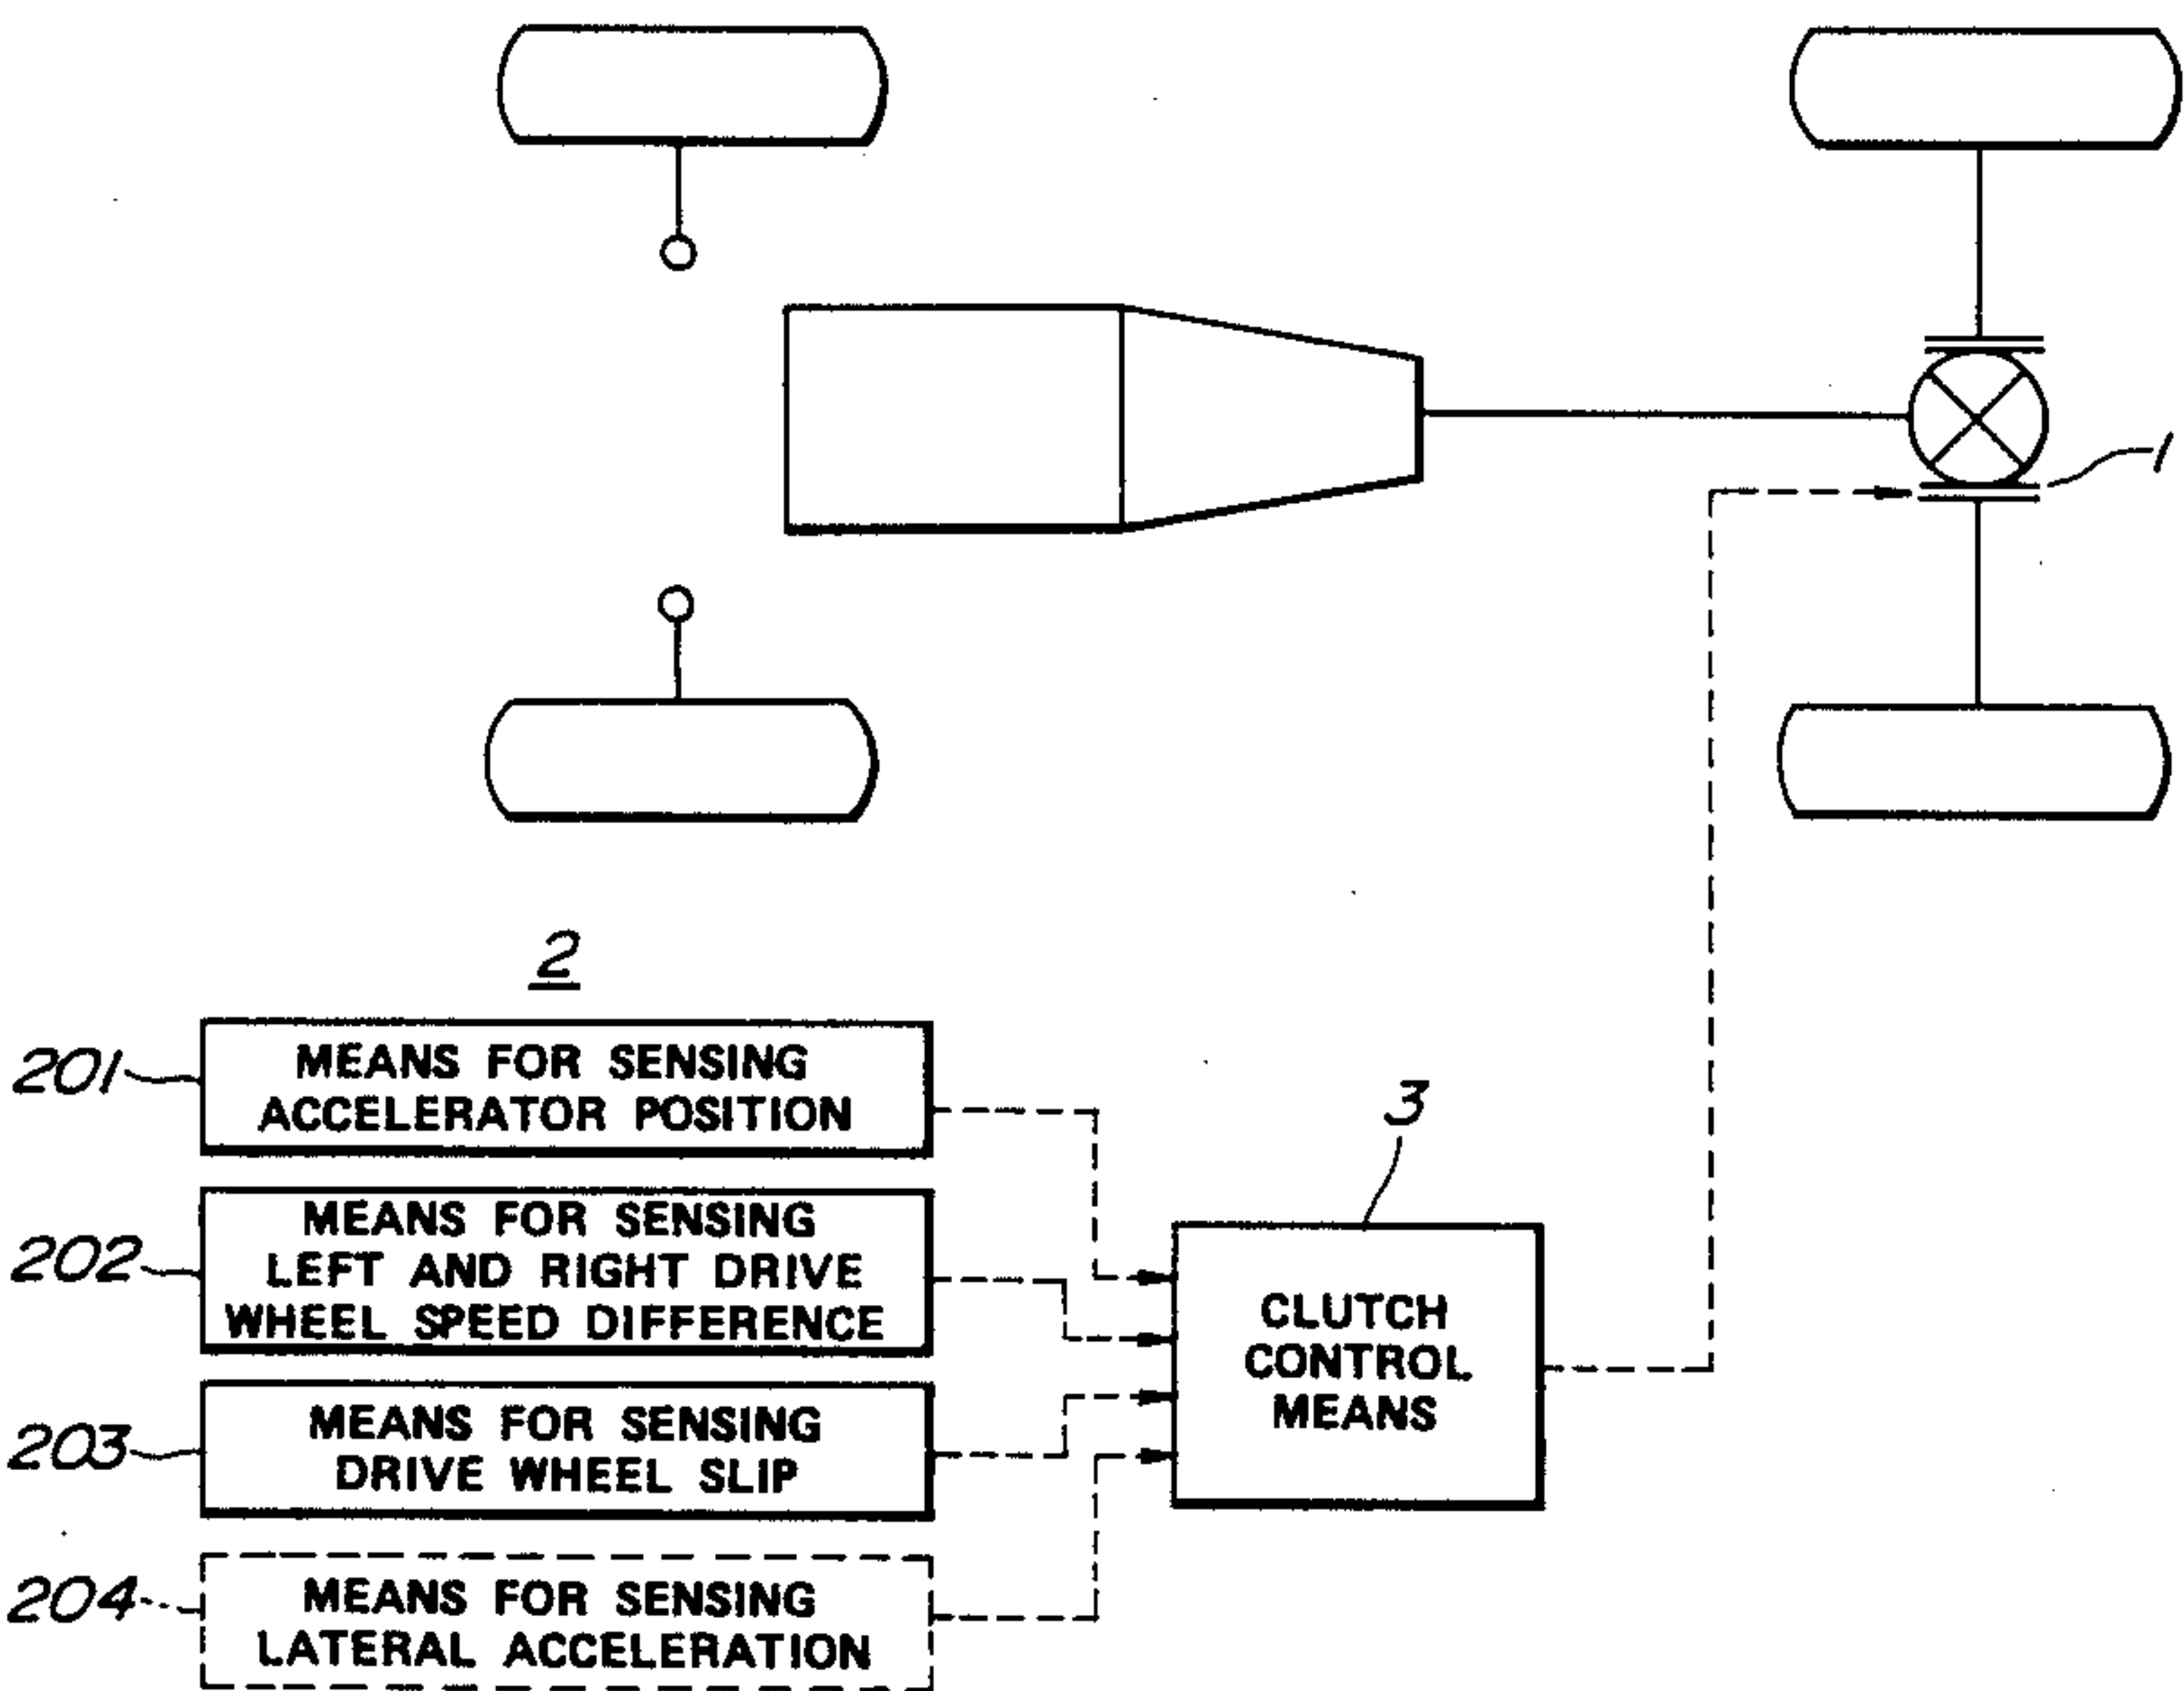 1
2
201
MEANS FOR SENSING
ACCELERATOR POSITION
202
MEANS FOR SENSING
LEFT AND RIGHT DRIVE
WHEEL SPEED DIFFERENCE
203
MEANS FOR SENSING
DRIVE WHEEL SLIP
204
MEANS FOR SENSING
LATERAL ACCELERATION
3
CLUTCH
CONTROL
MEANS